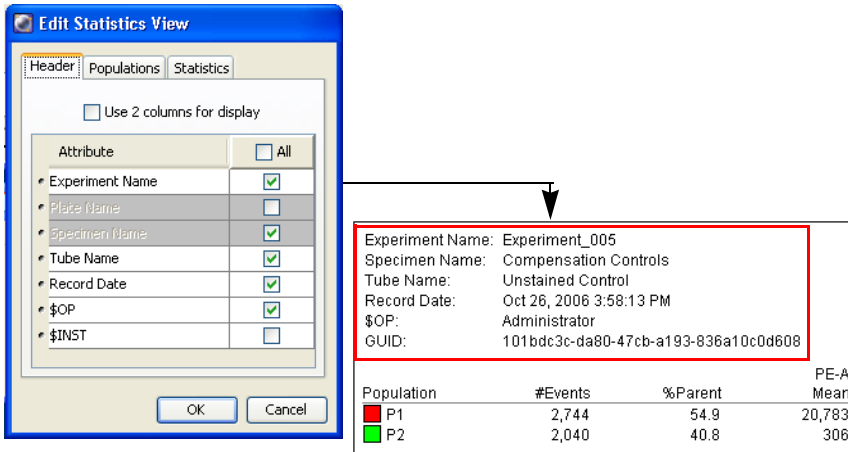 Edit Statistics View
Header Populations Statistics
Use 2 columns for display
Attribute All
Experiment Name
Plate Name
Specimen Name
Tube Name
Record Date
$OP
$INST
OK Cancel
Experiment Name: Experiment_005
Specimen Name: Compensation Controls
Tube Name: Unstained Control
Record Date: Oct 26, 2006 3:58:13 PM
$OP: Administrator
GUID: 101bdc3c-da80-47cb-a193-836a10c0d608
PE-A
Population #Events %Parent Mean
P1 2,744 54.9 20,783
P2 2,040 40.8 306